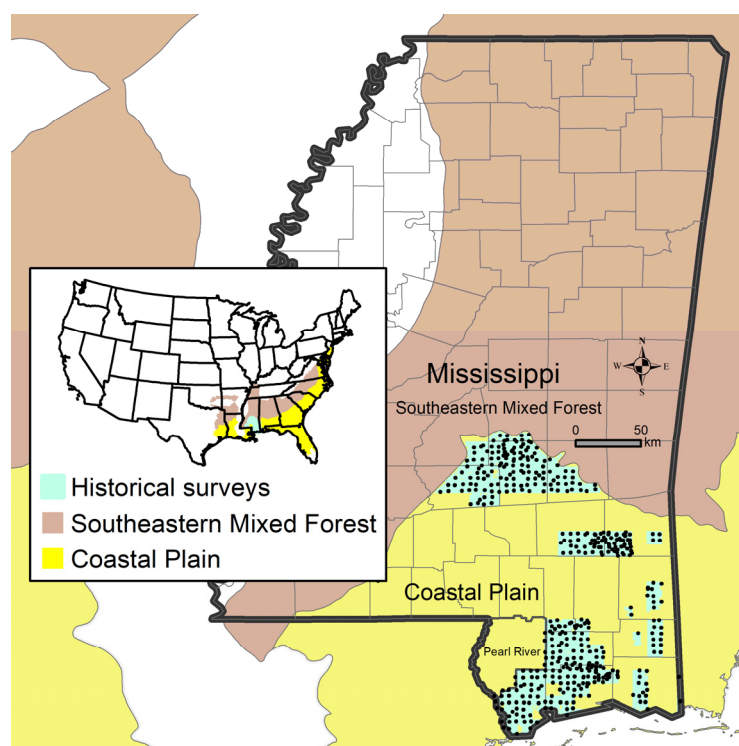 Mississippi
Southeastern Mixed Forest
N
W E
S
0 50
km
Historical surveys
Southeastern Mixed Forest
Coastal Plain
Coastal Plain
Pearl River